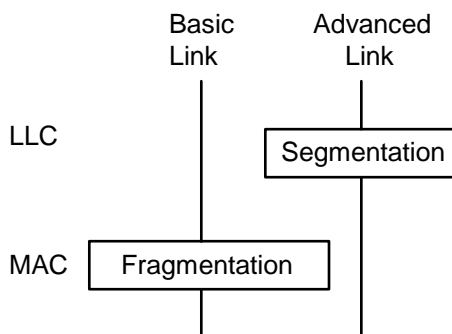 Basic
Link
Advanced
Link
LLC
Segmentation
MAC
Fragmentation